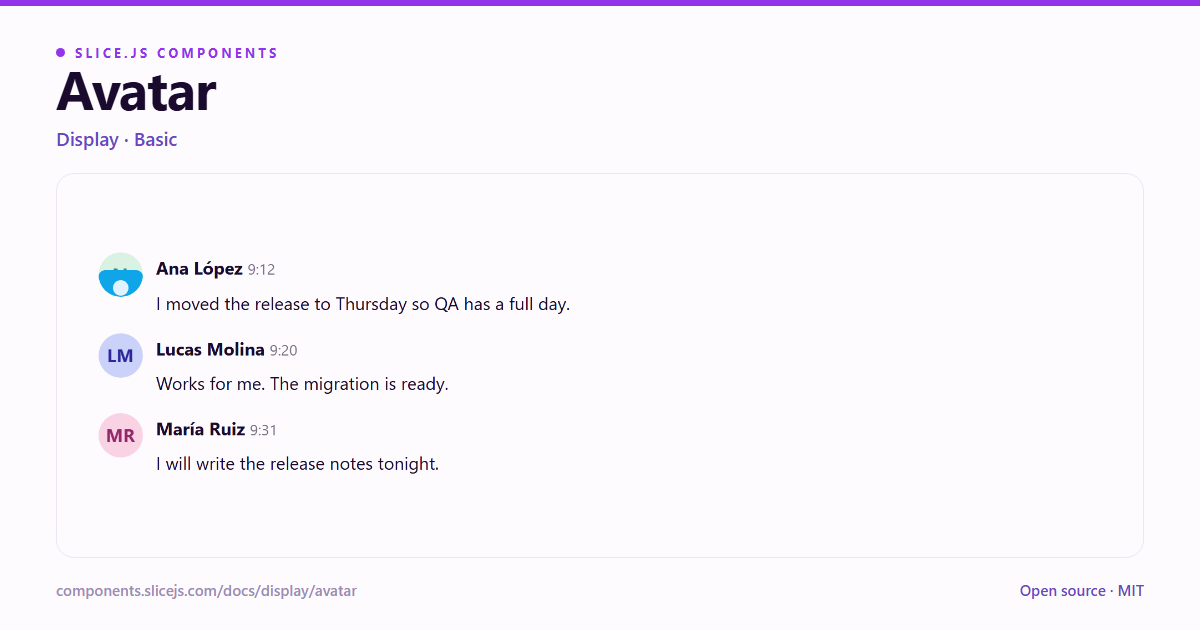 SLICE.JS COMPONENTS
Avatar
Display · Basic
Ana López 9:12
I moved the release to Thursday so QA has a full day.
LM
Lucas Molina 9:20
Works for me. The migration is ready.
MR
María Ruiz 9:31
I will write the release notes tonight.
components.slicejs.com/docs/display/avatar
Open source · MIT